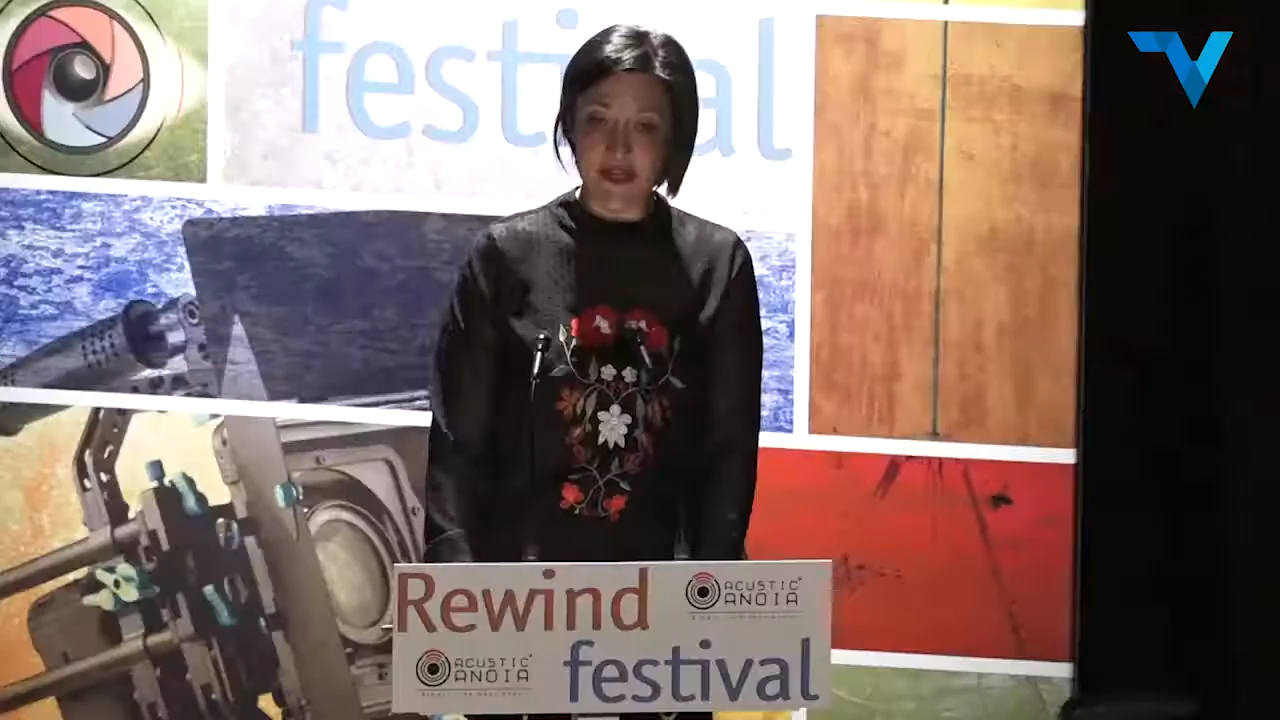 festival
Rewind
ACUSTIC
ANOIA
ACUSTIC
ANOIA
festival